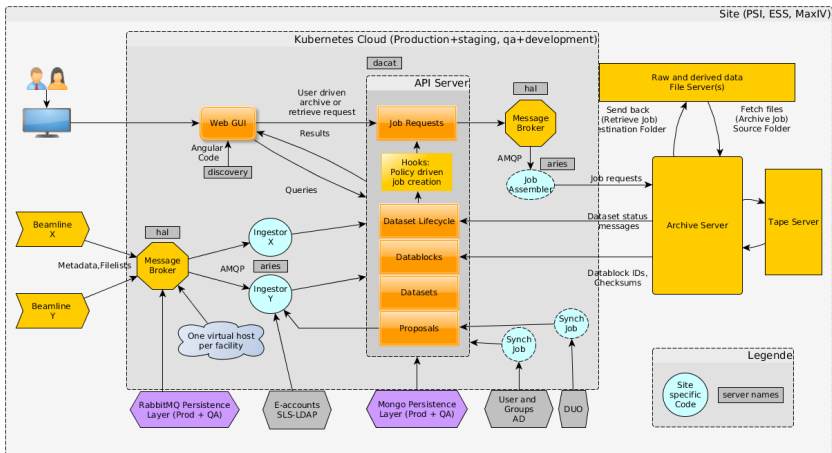 Site (PSI, ESS, MaxIV)
Kubernetes Cloud (Production+staging, qa+development)
dacat
API Server
hal
Raw and derived data
File Server(s)
User driven
archive or
retrieve request
Web GUI
Job Requests
Message
Broker
Send back
(Retrieve Job)
estination Folder
Fetch files
(Archive Job)
Source Folder
Results
Angular
Code
discovery
Hooks:
Policy driven
job creation
AMQP
aries
Job
Assembler
Job requests
Queries
Beamline
X
hal
Ingestor
X
Dataset Lifecycle
Dataset status
messages
Archive Server
Tape Server
Metadata,Filelists
Message
Broker
AMQP
aries
Datablocks
Datablock IDs,
Checksums
Beamline
Y
Ingestor
Y
Datasets
One virtual host
per facility
Proposals
Synch
Job
Synch
Job
Legende
Site
specific
Code
server names
RabbitMQ Persistence
Layer (Prod + QA)
E-accounts
SLS-LDAP
Mongo Persistence
Layer (Prod + QA)
User and
Groups
AD
DUO